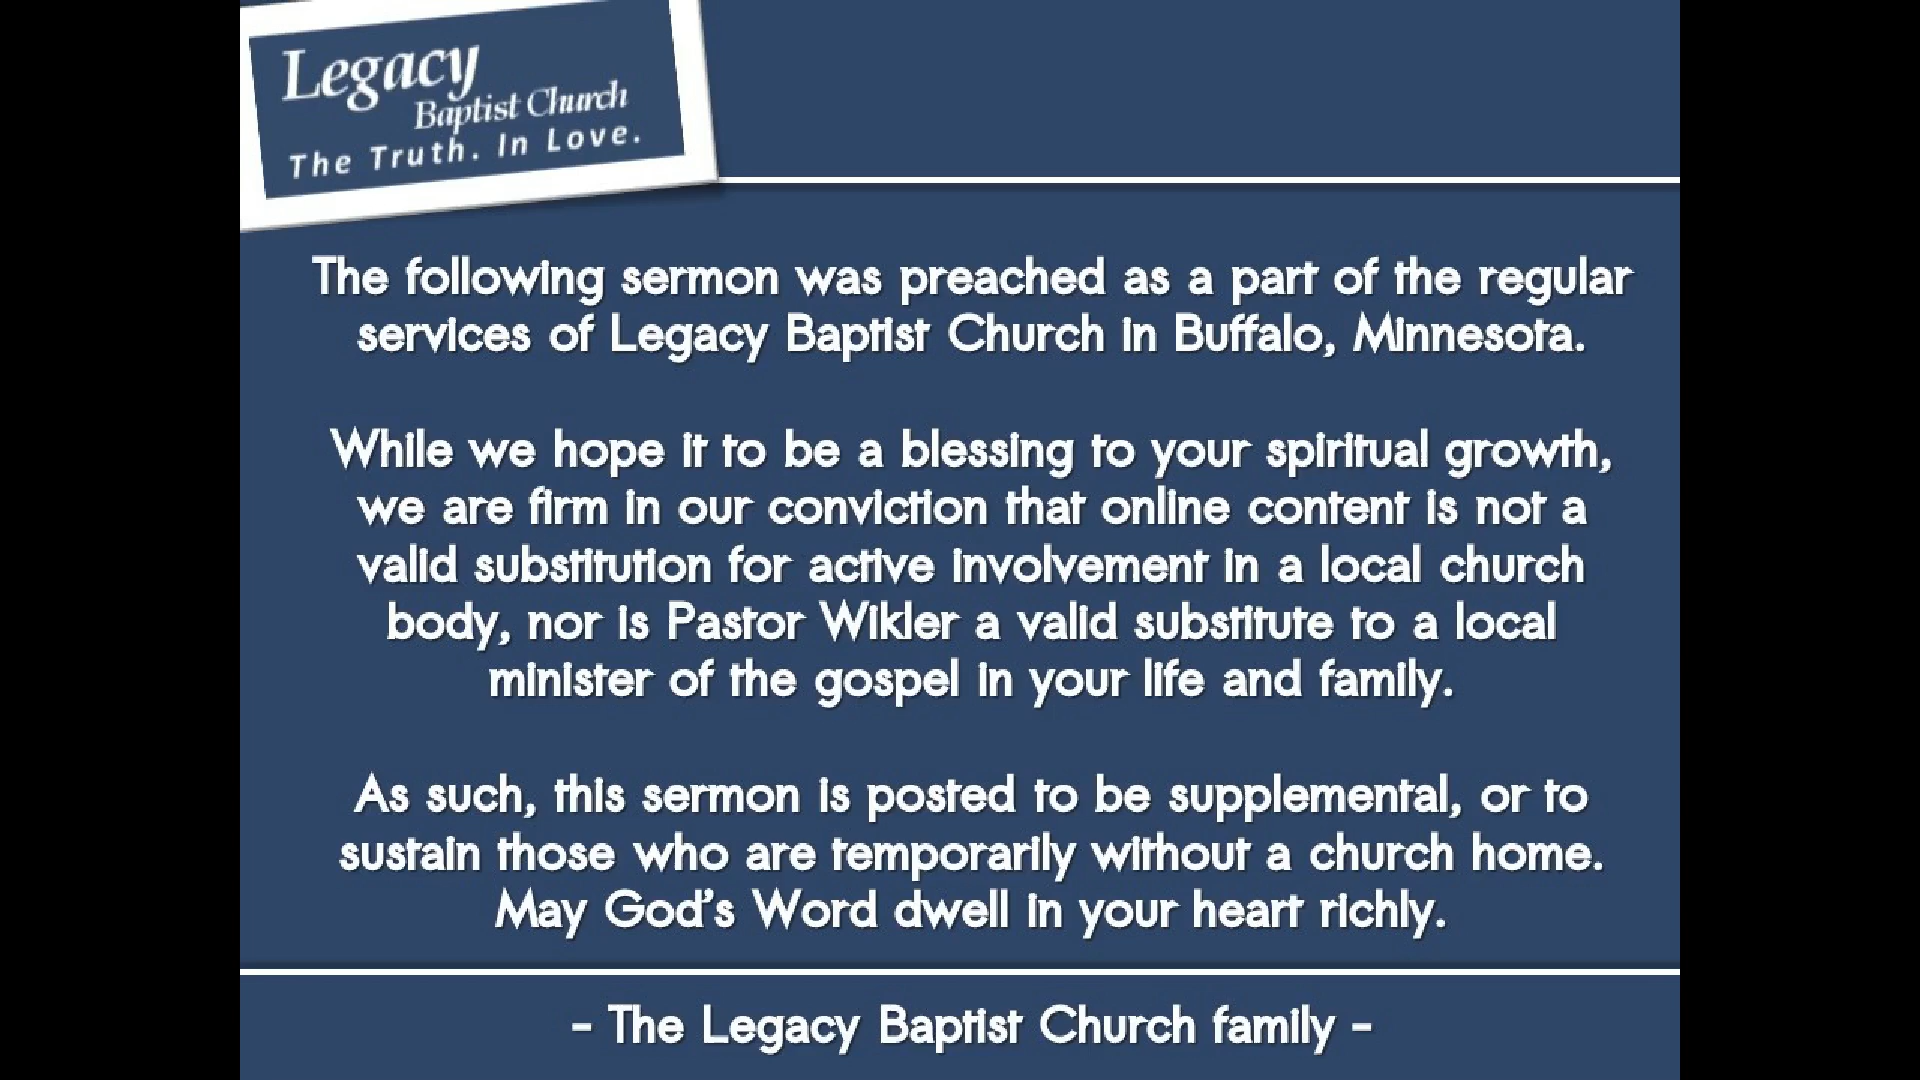 Legacy
Baptist Church
The Truth. In Love.
The following sermon was preached as a part of the regular
services of Legacy Baptist Church in Buffalo, Minnesota.
While we hope it to be a blessing to your spiritual growth,
we are firm in our conviction that online content is not a
valid substitution for active involvement in a local church
body, nor is Pastor Wikler a valid substitute to a local
minister of the gospel in your life and family.
As such, this sermon is posted to be supplemental, or to
sustain those who are temporarily without a church home.
May God's Word dwell in your heart richly.
- The Legacy Baptist Church family -